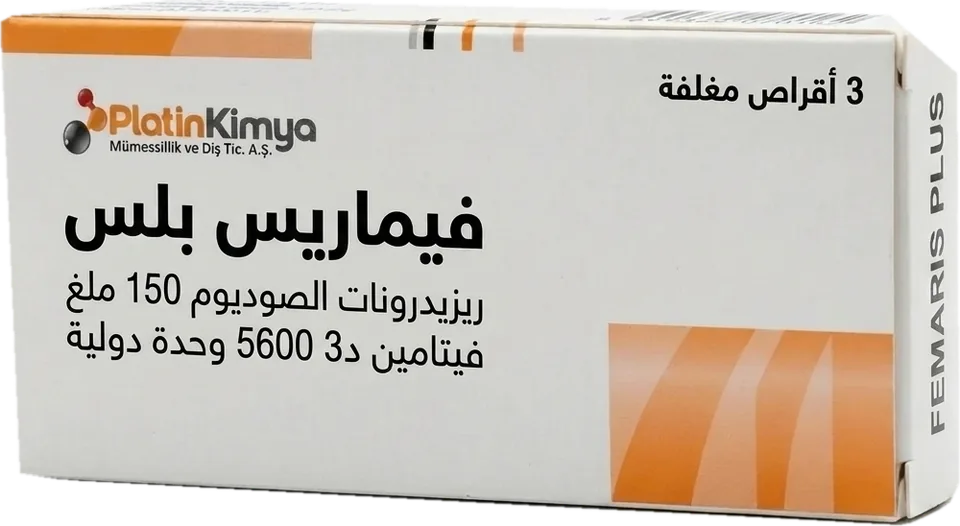 3 أقراص مغلفة
PlatinKimya
Mümessillik ve Diş Tic. A.Ş.
فيماريس بلس
ريزيدرونات الصوديوم 150 ملغ
فيتامين د3 5600 وحدة دولية
FEMARIS PLUS